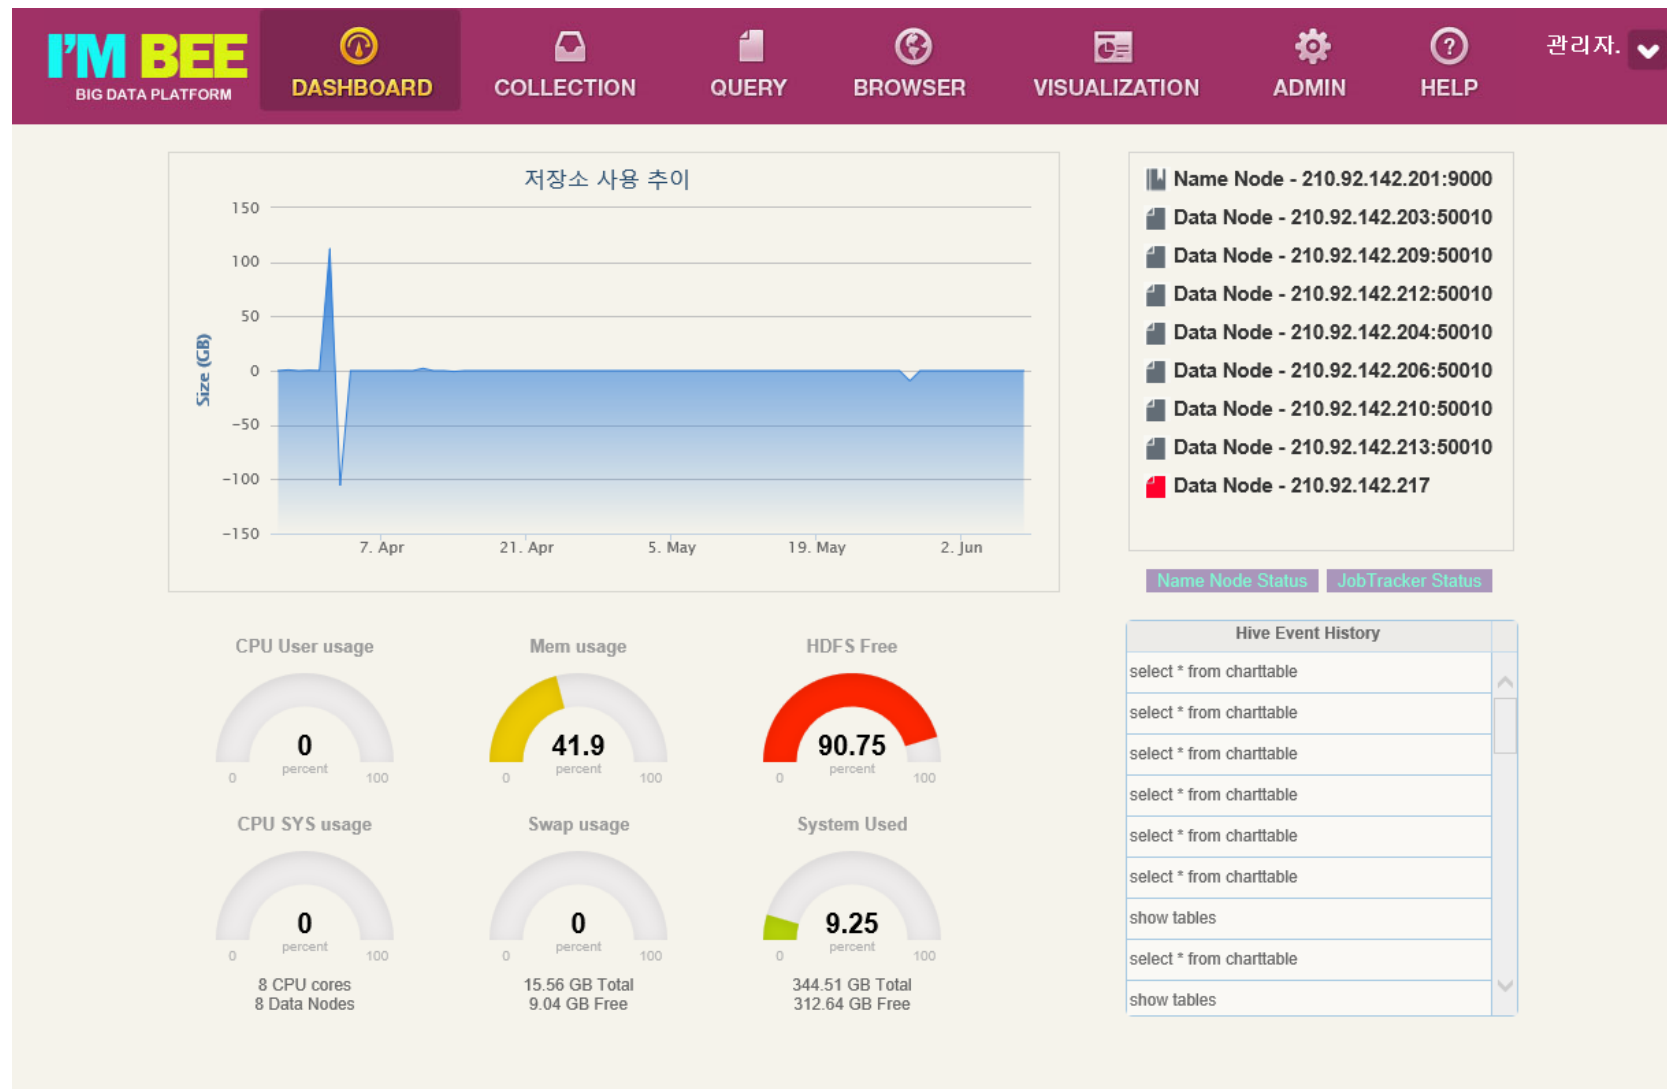 I'M BEE
BIG DATA PLATFORM
DASHBOARD
COLLECTION
QUERY
BROWSER
VISUALIZATION
ADMIN
HELP
관리자.
저장소 사용 추이
Size (GB)
150
100
50
0
−50
−100
−150
7. Apr
21. Apr
5. May
19. May
2. Jun
Name Node - 210.92.142.201:9000
Data Node - 210.92.142.203:50010
Data Node - 210.92.142.209:50010
Data Node - 210.92.142.212:50010
Data Node - 210.92.142.204:50010
Data Node - 210.92.142.206:50010
Data Node - 210.92.142.210:50010
Data Node - 210.92.142.213:50010
Data Node - 210.92.142.217
Name Node Status
JobTracker Status
CPU User usage
0
percent
0
100
Mem usage
41.9
percent
0
100
HDFS Free
90.75
percent
0
100
CPU SYS usage
0
percent
0
100
8 CPU cores
8 Data Nodes
Swap usage
0
percent
0
100
15.56 GB Total
9.04 GB Free
System Used
9.25
percent
0
100
344.51 GB Total
312.64 GB Free
Hive Event History
select * from charttable
select * from charttable
select * from charttable
select * from charttable
select * from charttable
select * from charttable
show tables
select * from charttable
show tables